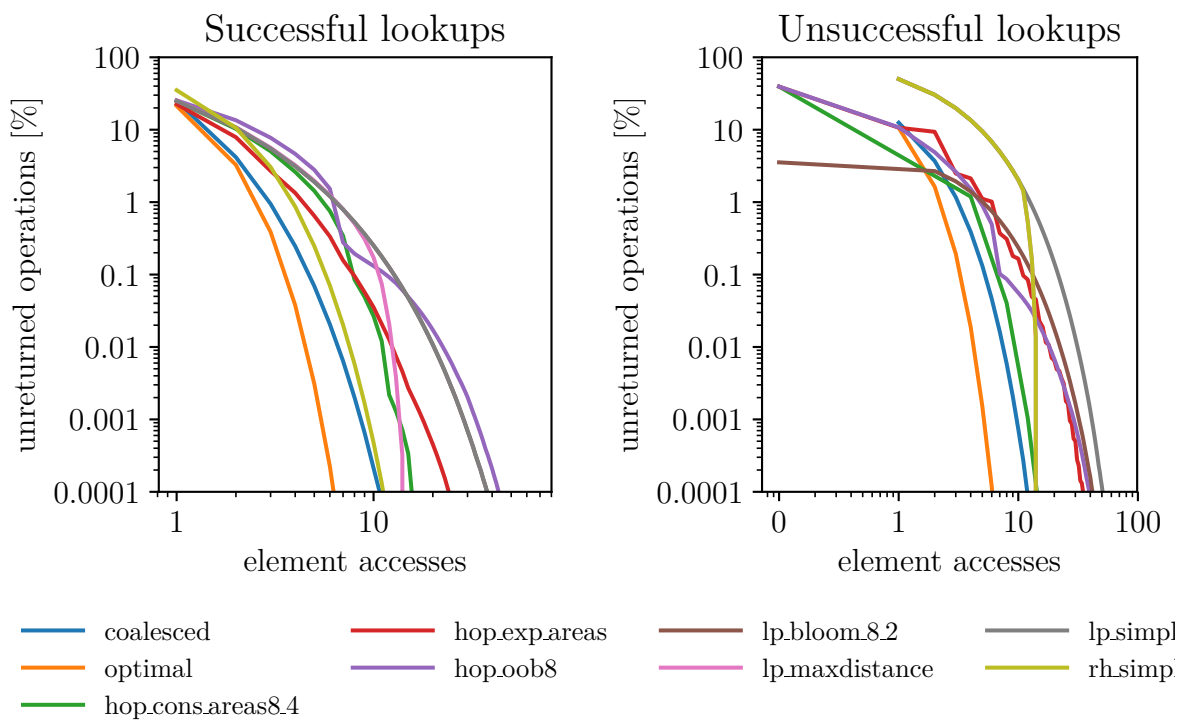 Successful lookups
Unsuccessful lookups
unreturned operations [%]
100
10
1
0.1
0.01
0.001
0.0001
1
10
element accesses
unreturned operations [%]
100
10
1
0.1
0.01
0.001
0.0001
0
1
10
100
element accesses
coalesced
optimal
hop_cons_areas8_4
hop_exp_areas
hop_oob8
lp_bloom_8_2
lp_maxdistance
lp_simpl
rh_simpl